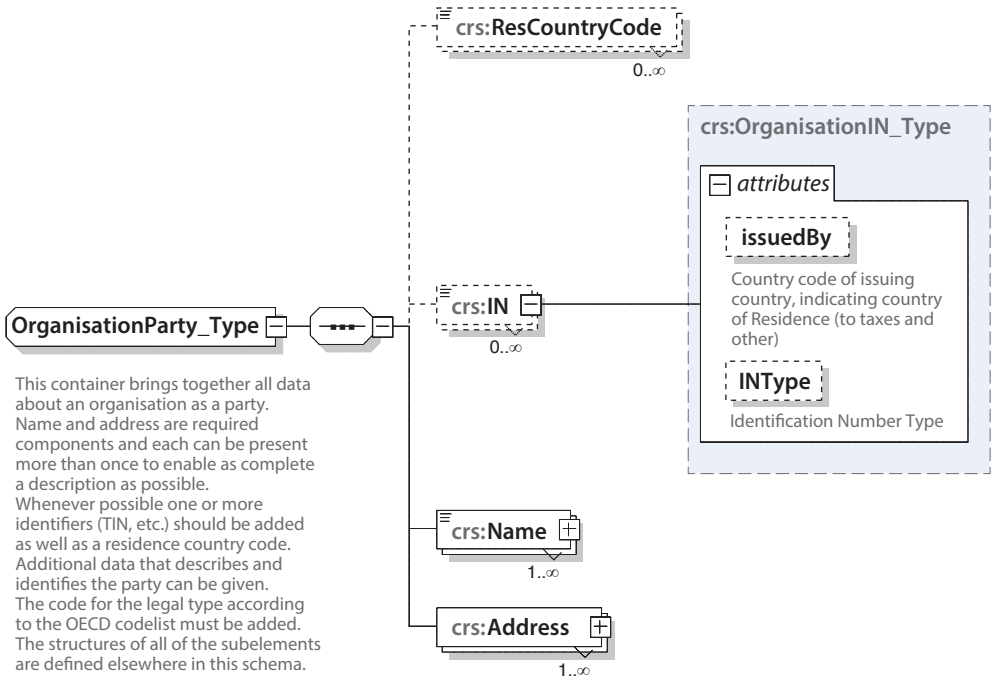 crs:ResCountryCode
0..∞
crs:OrganisationIN_Type
attributes
issuedBy
Country code of issuing
country, indicating country
of Residence (to taxes and
other)
INType
Identification Number Type
crs:IN
0..∞
OrganisationParty_Type
This container brings together all data
about an organisation as a party.
Name and address are required
components and each can be present
more than once to enable as complete
a description as possible.
Whenever possible one or more
identifiers (TIN, etc.) should be added
as well as a residence country code.
Additional data that describes and
identifies the party can be given.
The code for the legal type according
to the OECD codelist must be added.
The structures of all of the subelements
are defined elsewhere in this schema.
crs:Name
1..∞
crs:Address
1..∞